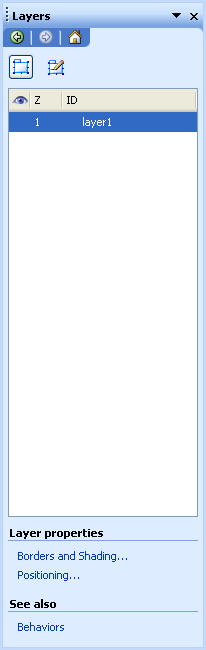 Layers
Z ID
1 layer1
Layer properties
Borders and Shading...
Positioning...
See also
Behaviors